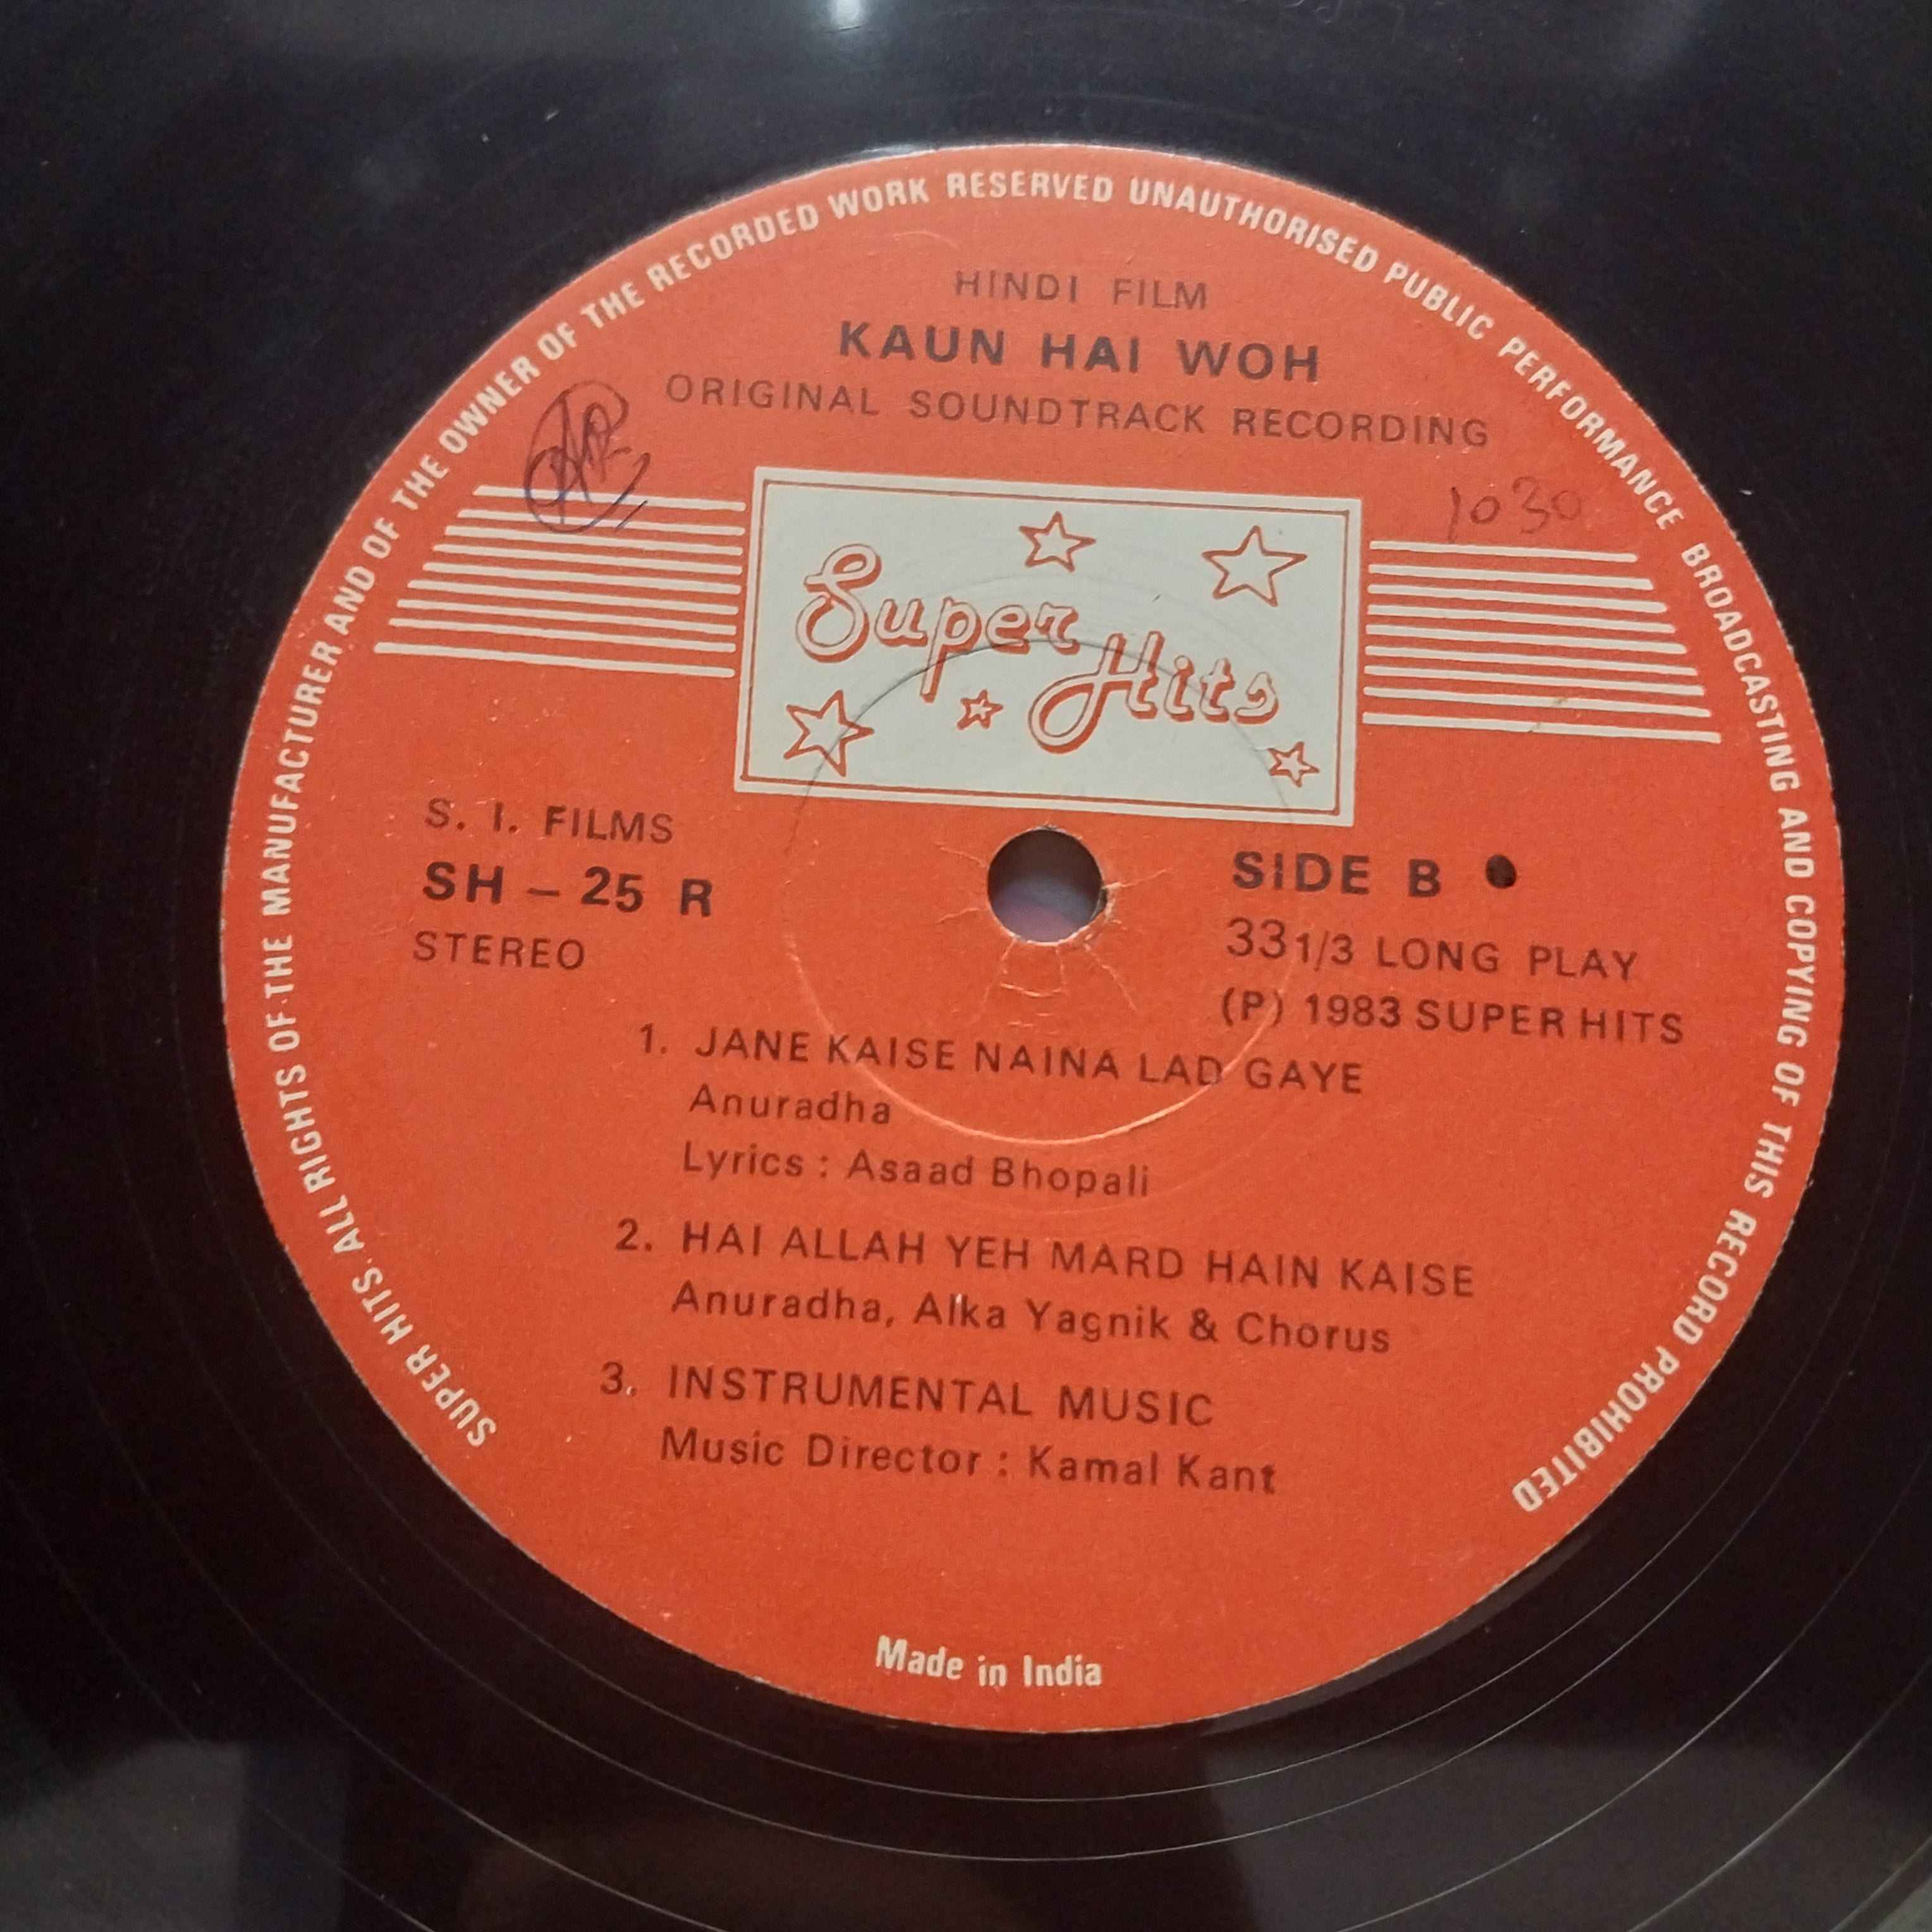 SUPER HITS. ALL RIGHTS OF THE MANUFACTURER AND OF THE OWNER OF THE RECORDED WORK RESERVED UNAUTHORISED PUBLIC PERFORMANCE BROADCASTING AND COPYING OF THIS RECORD PROHIBITED
HINDI FILM
KAUN HAI WOH
ORIGINAL SOUNDTRACK RECORDING
1030
Super Hits
S. I. FILMS
SH – 25 R
STEREO
SIDE B
33 1/3 LONG PLAY
(P) 1983 SUPER HITS
1. JANE KAISE NAINA LAD GAYE
Anuradha
Lyrics : Asaad Bhopali
2. HAI ALLAH YEH MARD HAIN KAISE
Anuradha, Alka Yagnik & Chorus
3. INSTRUMENTAL MUSIC
Music Director : Kamal Kant
Made in India